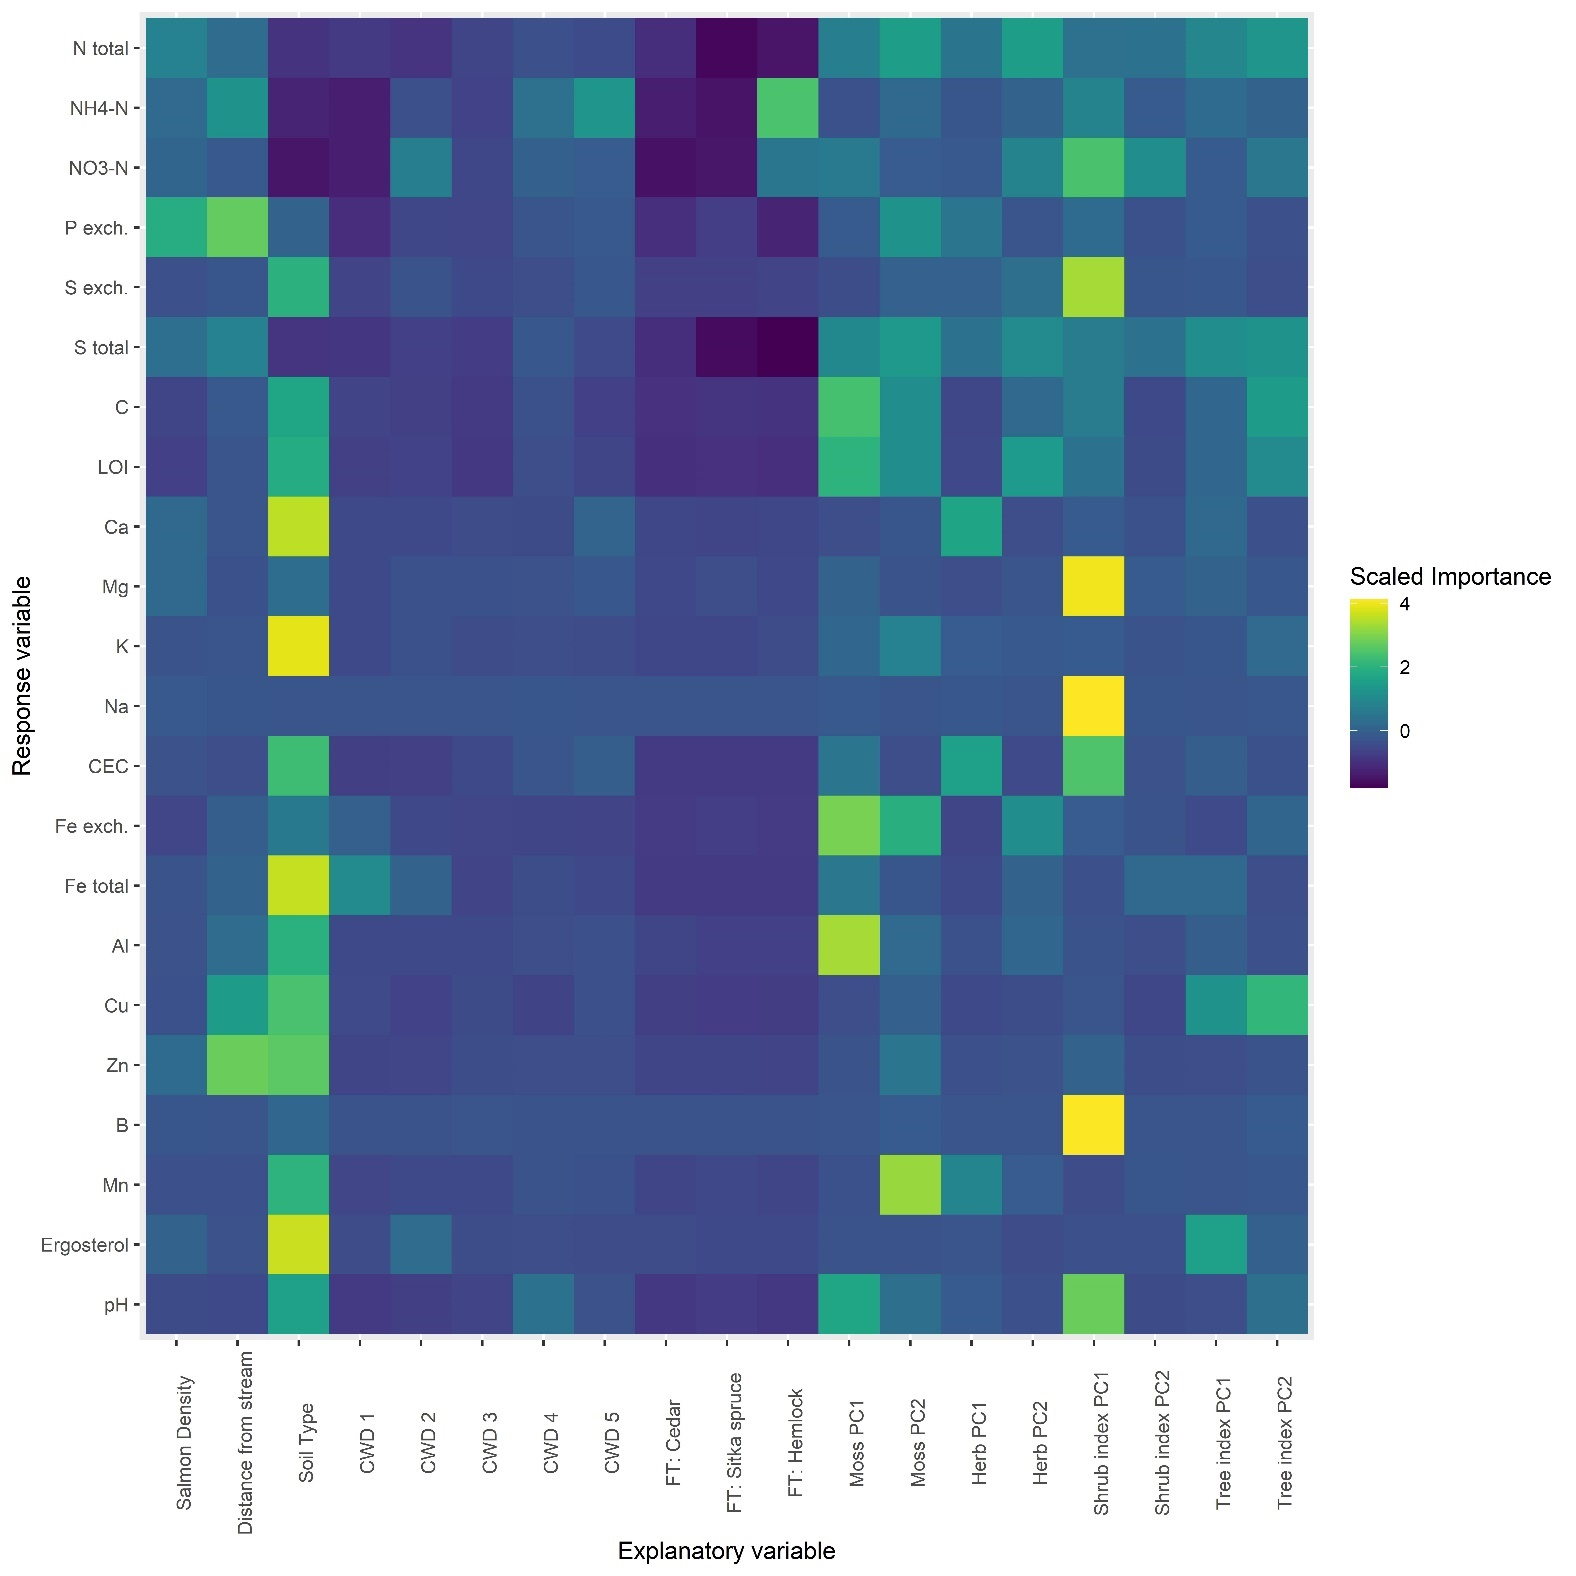 N total
NH4-N
NO3-N
P exch.
S exch.
S total
C
LOI
Ca
Mg
K
Na
CEC
Fe exch.
Fe total
Al
Cu
Zn
B
Mn
Ergosterol
pH
Response variable
Salmon Density
Distance from stream
Soil Type
CWD 1
CWD 2
CWD 3
CWD 4
CWD 5
FT: Cedar
FT: Sitka spruce
FT: Hemlock
Moss PC1
Moss PC2
Herb PC1
Herb PC2
Shrub index PC1
Shrub index PC2
Tree index PC1
Tree index PC2
Explanatory variable
Scaled Importance
4
2
0